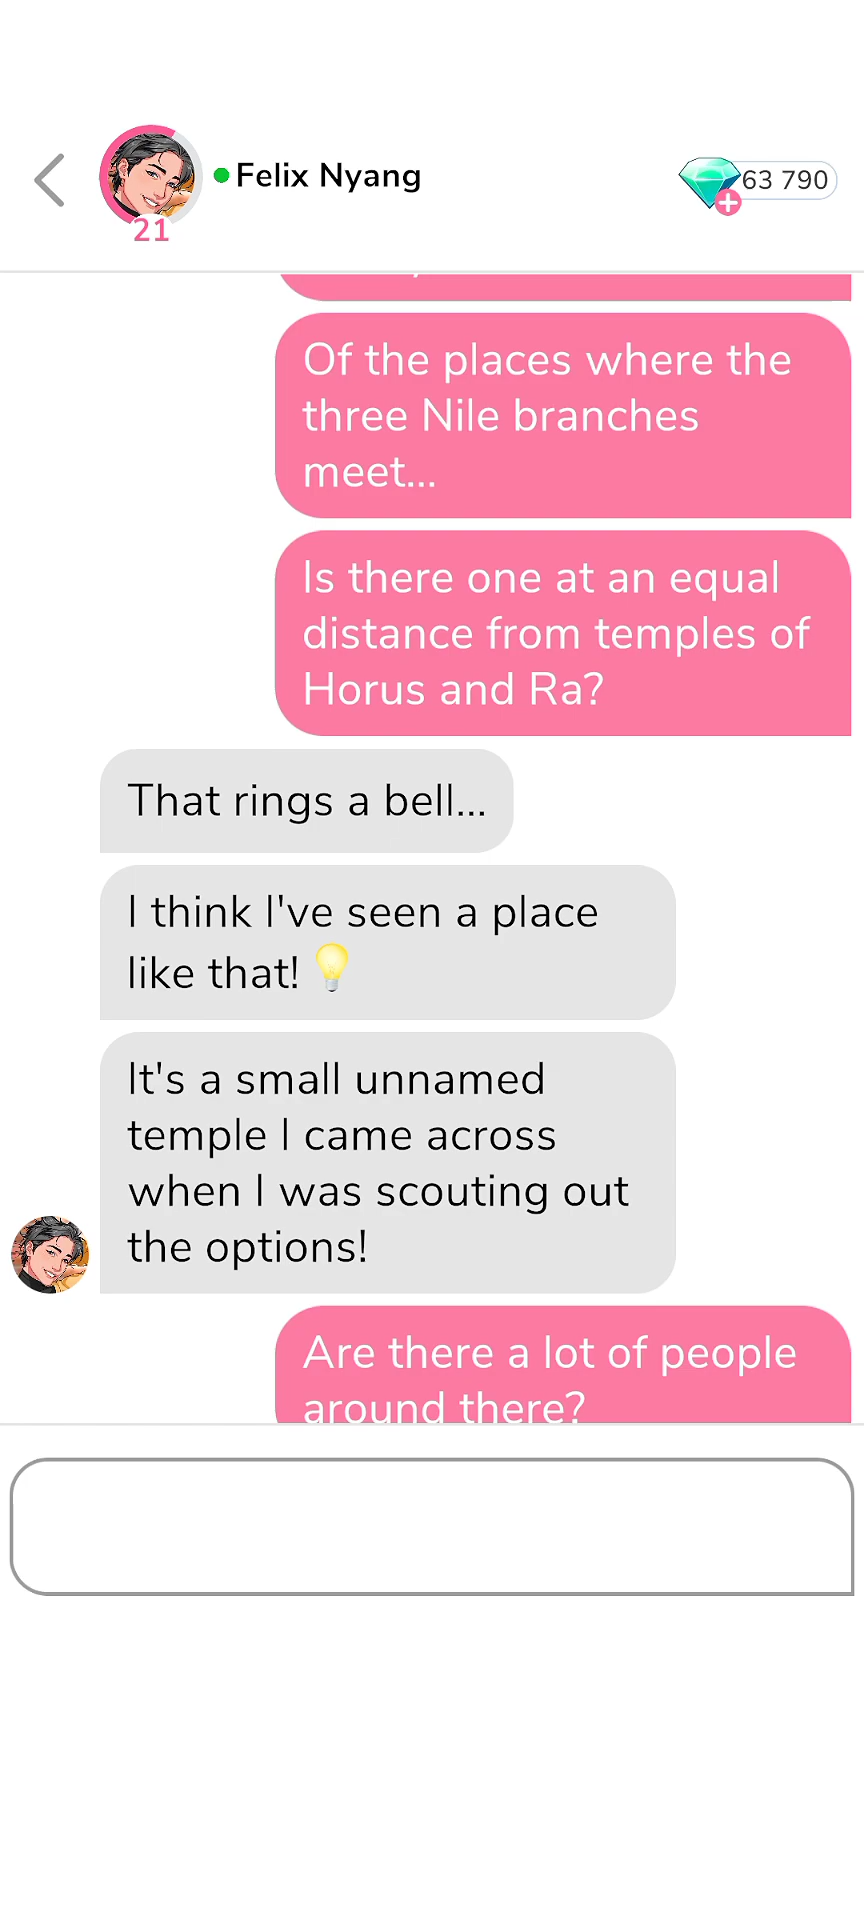 Felix Nyang
63 790
21
Of the places where the
three Nile branches
meet...
Is there one at an equal
distance from temples of
Horus and Ra?
That rings a bell...
I think I've seen a place
like that! 💡
It's a small unnamed
temple I came across
when I was scouting out
the options!
Are there a lot of people
around there?